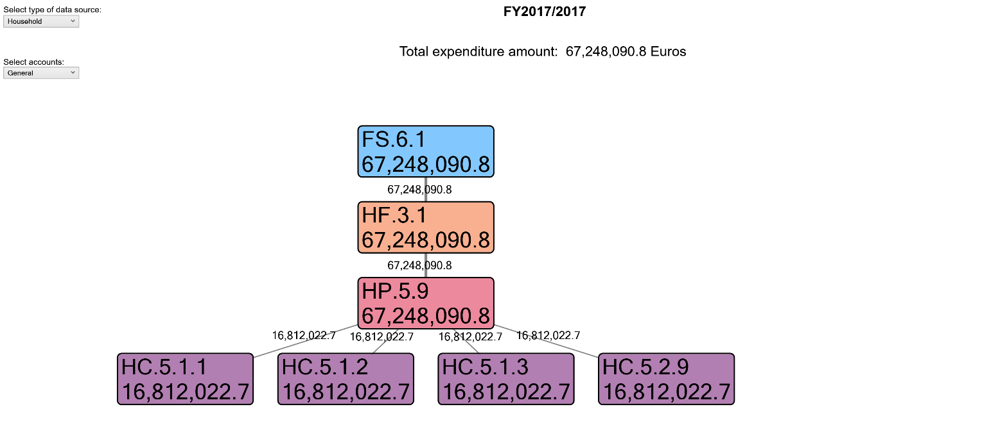 Select type of data source:
Household
FY2017/2017
Total expenditure amount:  67,248,090.8 Euros
Select accounts:
General
FS.6.1
67,248,090.8
67,248,090.8
HF.3.1
67,248,090.8
67,248,090.8
HP.5.9
67,248,090.8
16,812,022.7 16,812,022.7 16,812,022.7 16,812,022.7
HC.5.1.1
16,812,022.7
HC.5.1.2
16,812,022.7
HC.5.1.3
16,812,022.7
HC.5.2.9
16,812,022.7